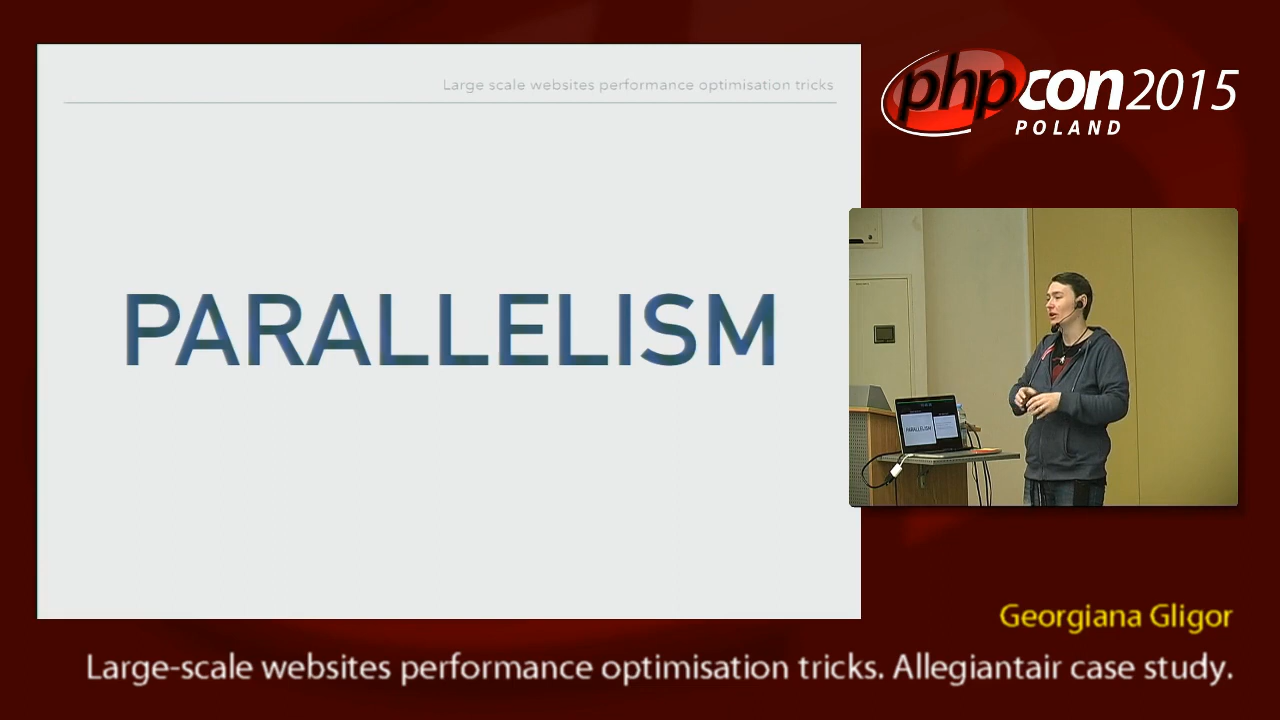 Large scale websites performance optimisation tricks
PARALLELISM
phpcon2015
POLAND
PARALLELISM
Georgiana Gligor
Large-scale websites performance optimisation tricks. Allegiantair case study.